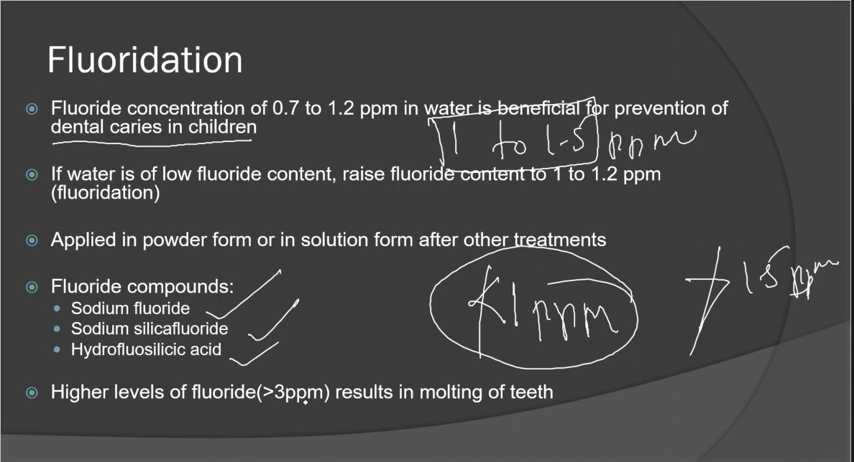 Fluoridation
Fluoride concentration of 0.7 to 1.2 ppm in water is beneficial for prevention of
dental caries in children
1 to 1.5 ppm
If water is of low fluoride content, raise fluoride content to 1 to 1.2 ppm
(fluoridation)
Applied in powder form or in solution form after other treatments
Fluoride compounds:
Sodium fluoride
Sodium silicafluoride
Hydrofluosilicic acid
<1 ppm
>1.5 ppm
Higher levels of fluoride(>3ppm) results in molting of teeth